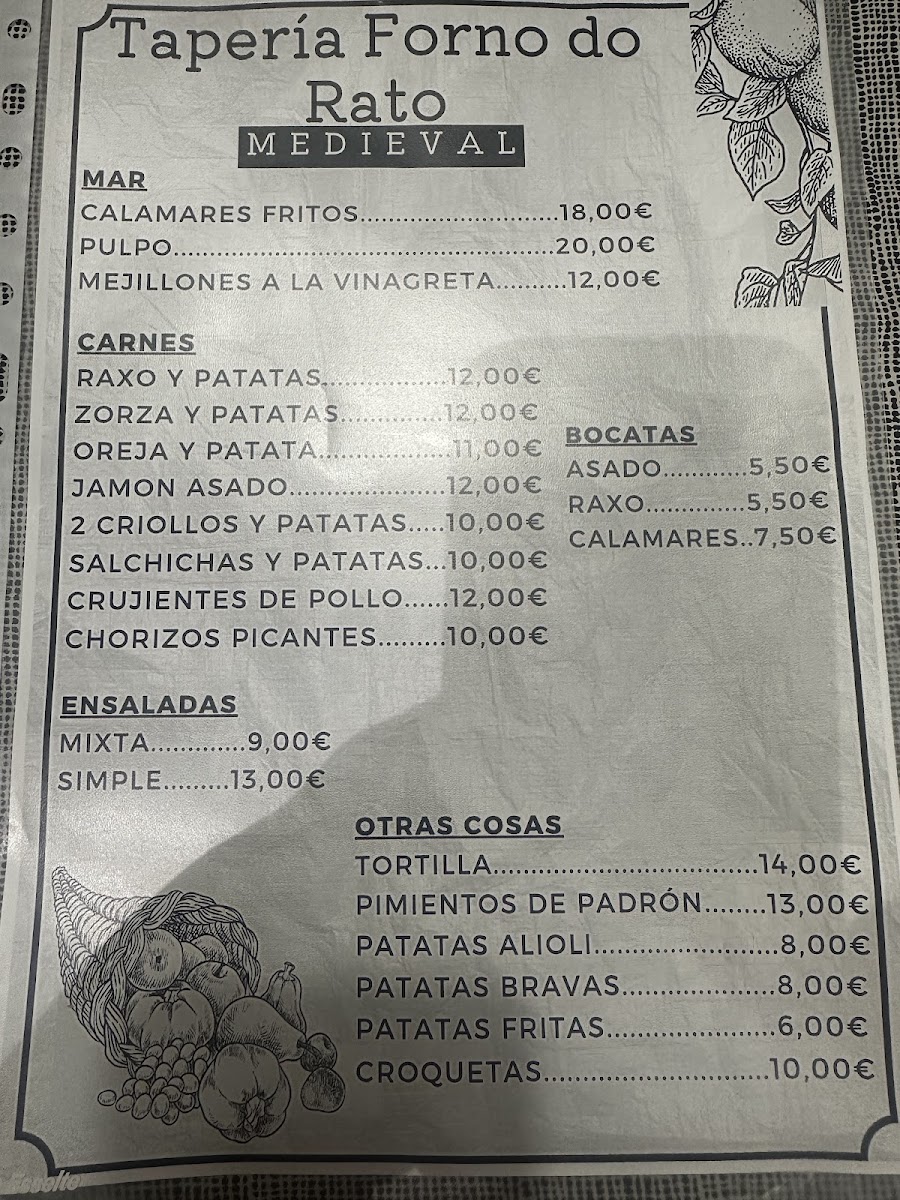 Tapería Forno do
Rato
MEDIEVAL
MAR
CALAMARES FRITOS............................18,00€
PULPO......................................................20,00€
MEJILLONES A LA VINAGRETA..........12,00€
CARNES
RAXO Y PATATAS..................12,00€
ZORZA Y PATATAS...............12,00€
OREJA Y PATATA...................11,00€
JAMON ASADO......................12,00€
2 CRIOLLOS Y PATATAS.....10,00€
SALCHICHAS Y PATATAS...10,00€
CRUJIENTES DE POLLO......12,00€
CHORIZOS PICANTES.........10,00€
BOCATAS
ASADO............5,50€
RAXO..............5,50€
CALAMARES..7,50€
ENSALADAS
MIXTA.............9,00€
SIMPLE.........13,00€
OTRAS COSAS
TORTILLA......................................14,00€
PIMIENTOS DE PADRÓN.........13,00€
PATATAS ALIOLI..........................8,00€
PATATAS BRAVAS......................8,00€
PATATAS FRITAS........................6,00€
CROQUETAS................................10,00€
Esselte